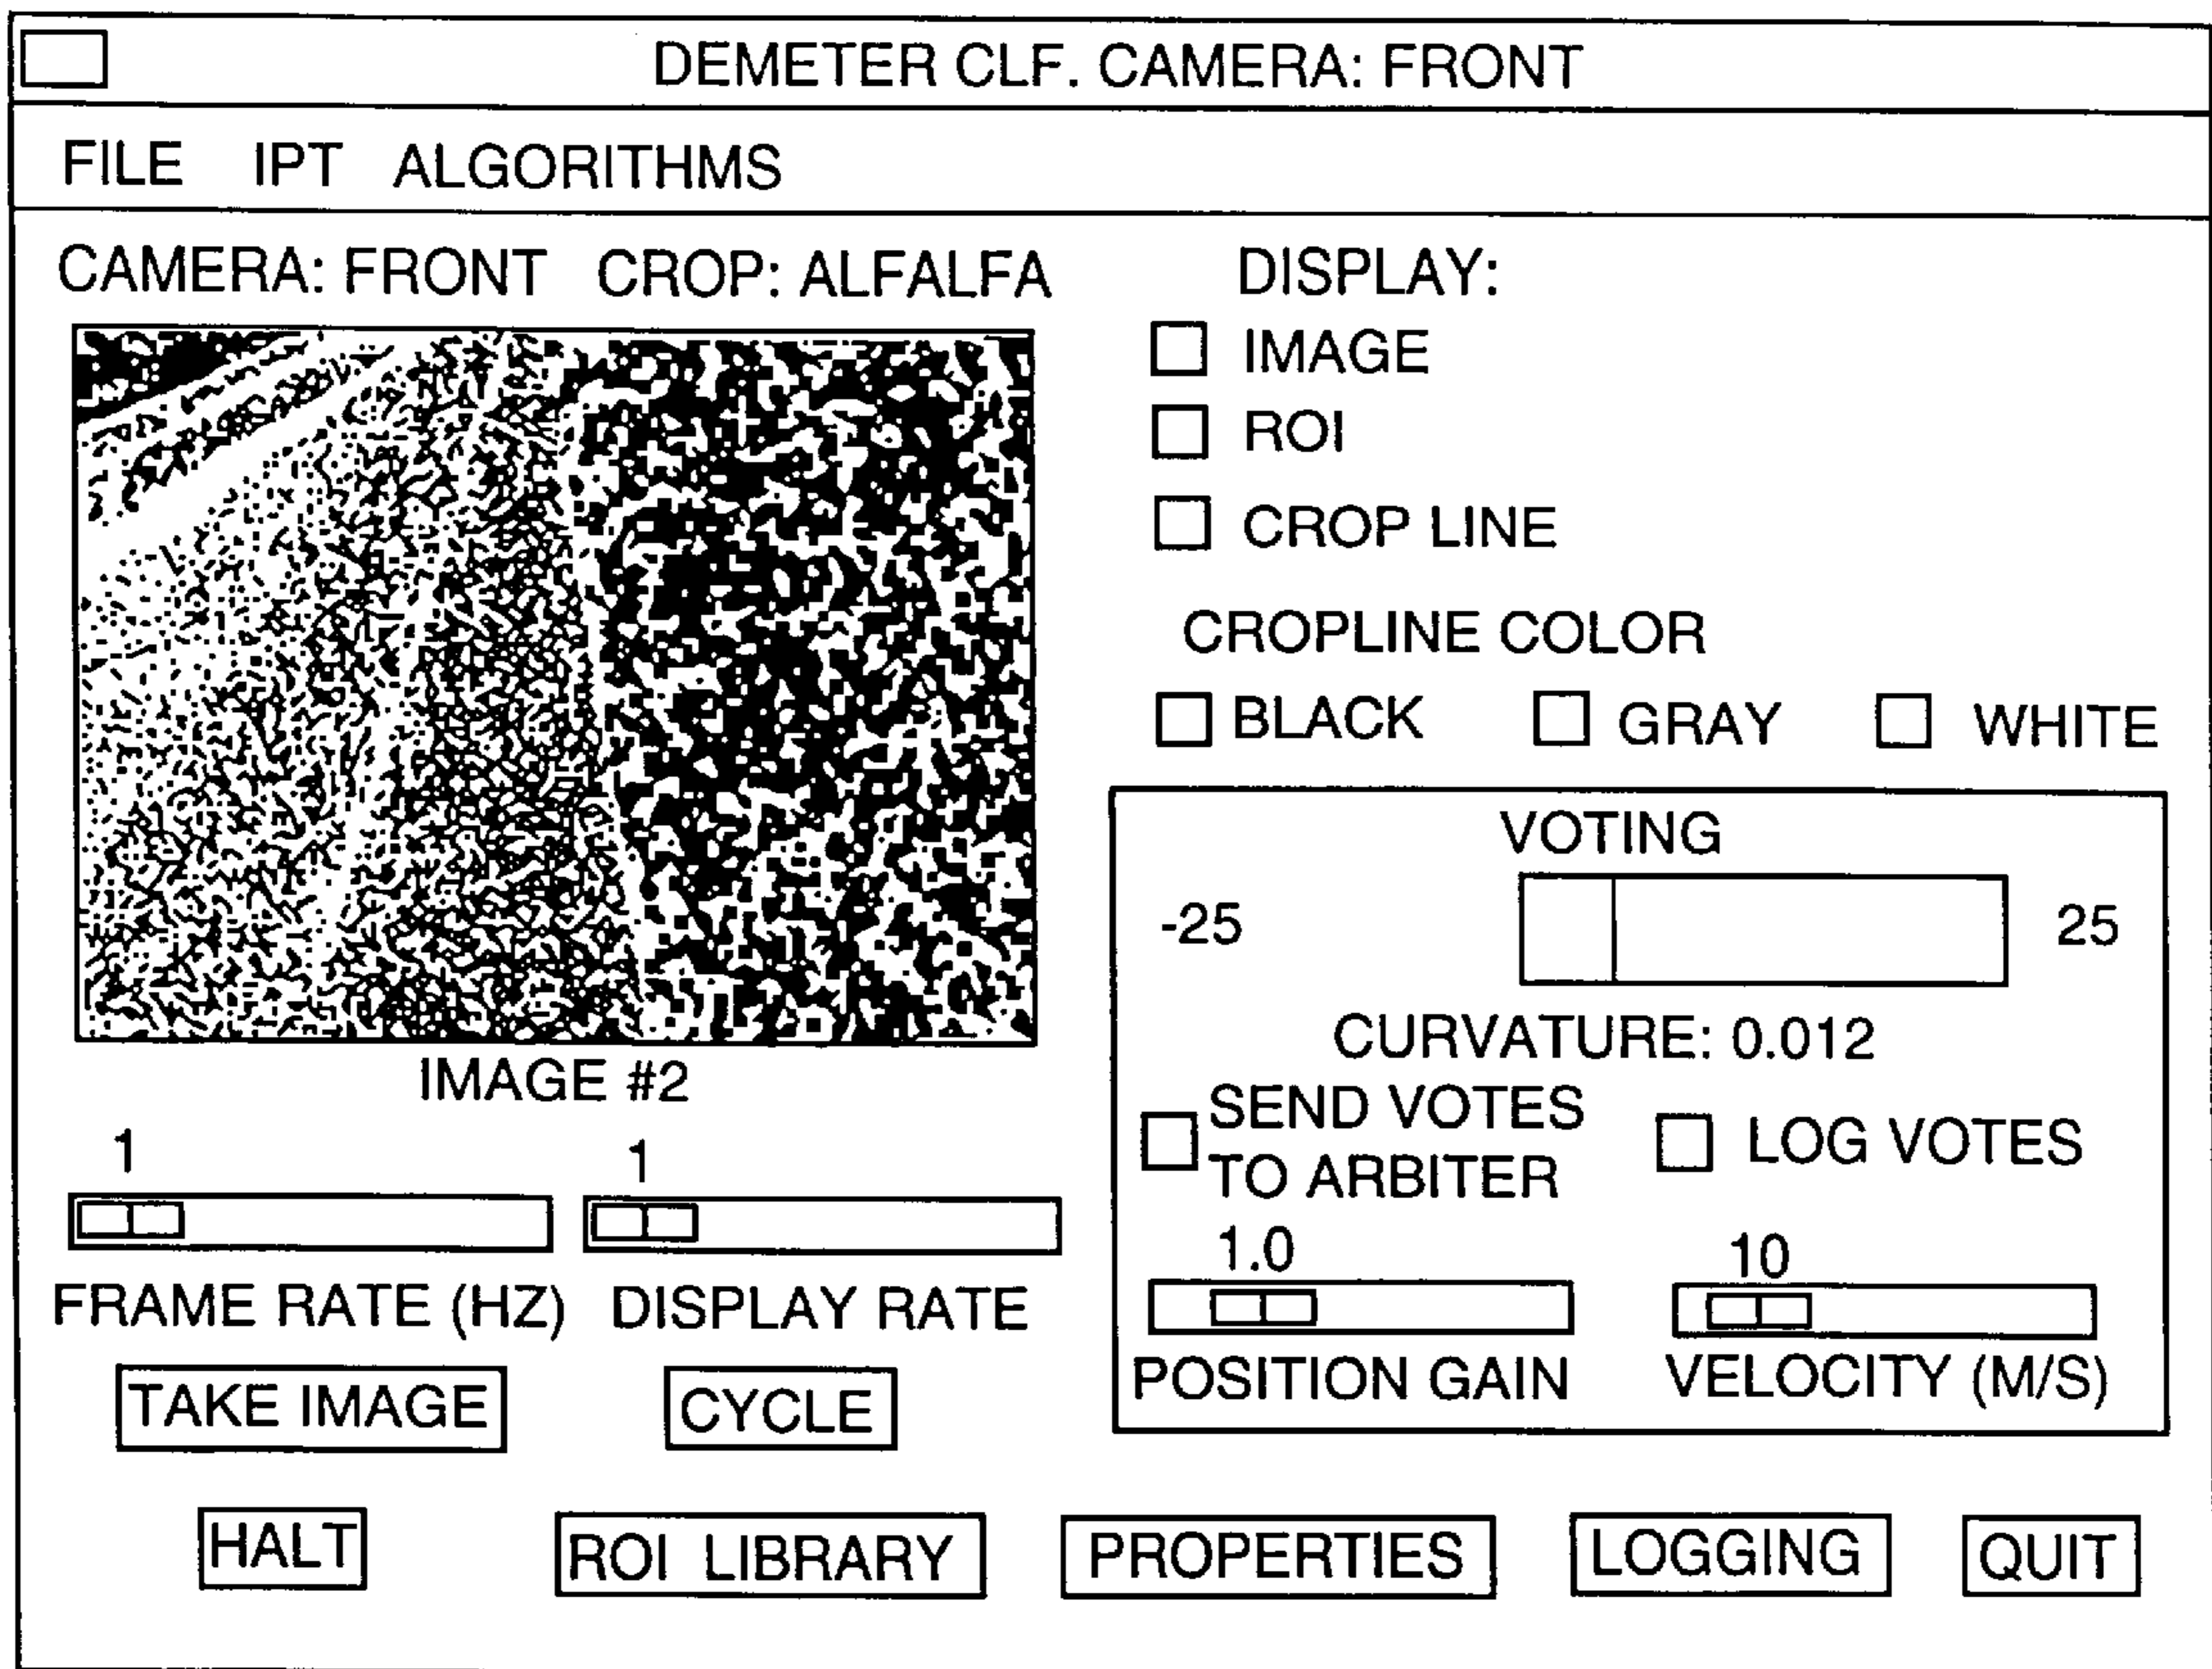 DEMETER CLF. CAMERA: FRONT
FILE IPT ALGORITHMS
CAMERA: FRONT CROP: ALFALFA
DISPLAY:
IMAGE
ROI
CROP LINE
CROPLINE COLOR
BLACK GRAY WHITE
VOTING
-25 25
CURVATURE: 0.012
SEND VOTES
TO ARBITER
LOG VOTES
1.0 10
POSITION GAIN VELOCITY (M/S)
IMAGE #2
1 1
FRAME RATE (HZ) DISPLAY RATE
TAKE IMAGE CYCLE
HALT ROI LIBRARY PROPERTIES LOGGING QUIT